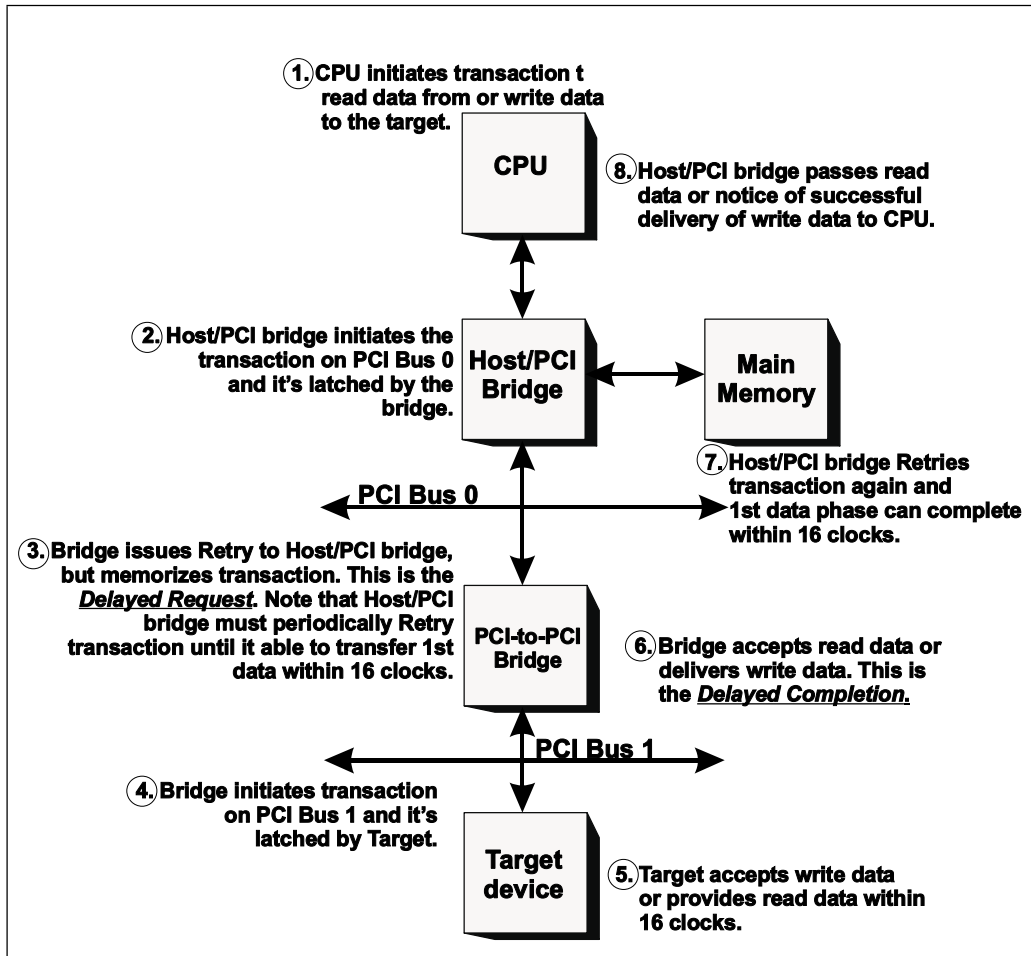 1. CPU initiates transaction t
read data from or write data
to the target.
CPU
8. Host/PCI bridge passes read
data or notice of successful
delivery of write data to CPU.
2. Host/PCI bridge initiates the
transaction on PCI Bus 0
and it's latched by the
bridge.
Host/PCI
Bridge
Main
Memory
7. Host/PCI bridge Retries
transaction again and
1st data phase can complete
within 16 clocks.
PCI Bus 0
3. Bridge issues Retry to Host/PCI bridge,
but memorizes transaction. This is the
Delayed Request. Note that Host/PCI
bridge must periodically Retry
transaction until it able to transfer 1st
data within 16 clocks.
PCI-to-PCI
Bridge
6. Bridge accepts read data or
delivers write data. This is
the Delayed Completion.
PCI Bus 1
4. Bridge initiates transaction
on PCI Bus 1 and it's
latched by Target.
Target
device
5. Target accepts write data
or provides read data within
16 clocks.